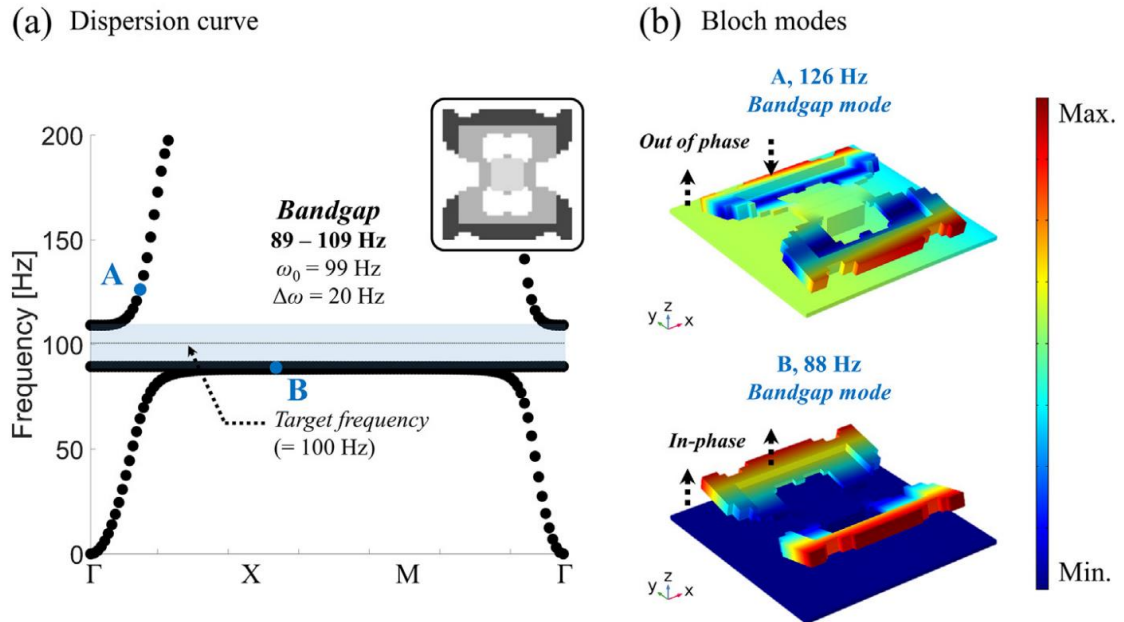 (a) Dispersion curve
200
150
100
50
0
Frequency [Hz]
Γ
X
M
Γ
Bandgap
89 – 109 Hz
ω0 = 99 Hz
Δω = 20 Hz
A
B
Target frequency
(= 100 Hz)
(b) Bloch modes
A, 126 Hz
Bandgap mode
Out of phase
z
y
x
B, 88 Hz
Bandgap mode
In-phase
z
y
x
Max.
Min.